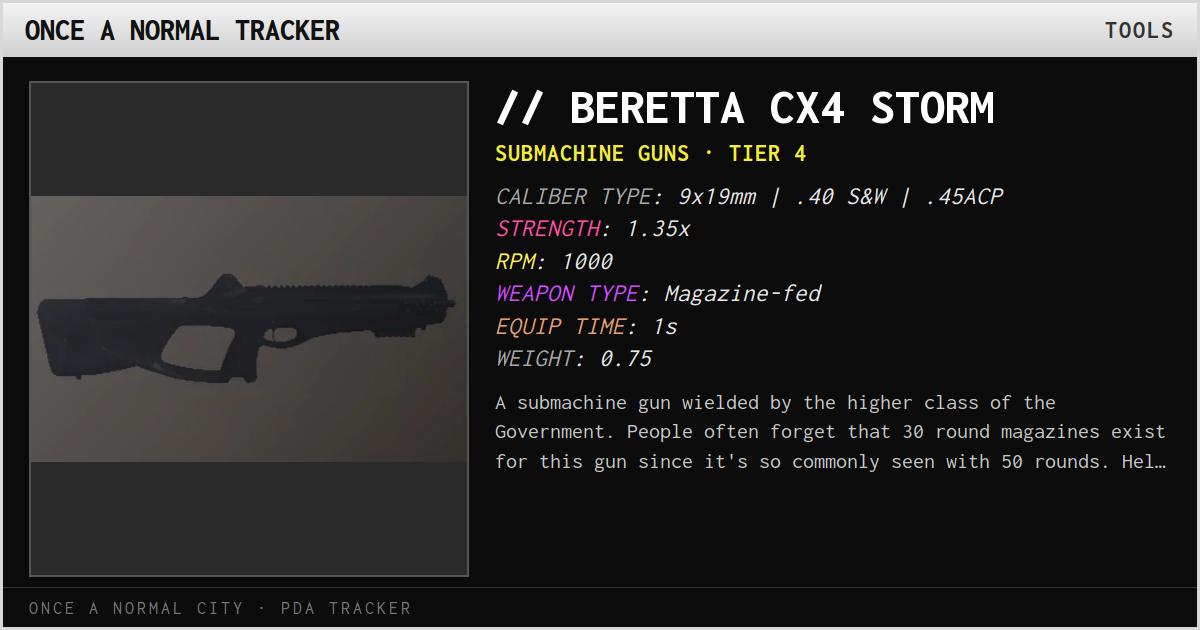 ONCE A NORMAL TRACKER
TOOLS
// BERETTA CX4 STORM
SUBMACHINE GUNS · TIER 4
CALIBER TYPE: 9x19mm | .40 S&W | .45ACP
STRENGTH: 1.35x
RPM: 1000
WEAPON TYPE: Magazine-fed
EQUIP TIME: 1s
WEIGHT: 0.75
A submachine gun wielded by the higher class of the
Government. People often forget that 30 round magazines exist
for this gun since it's so commonly seen with 50 rounds. Hel…
ONCE A NORMAL CITY · PDA TRACKER